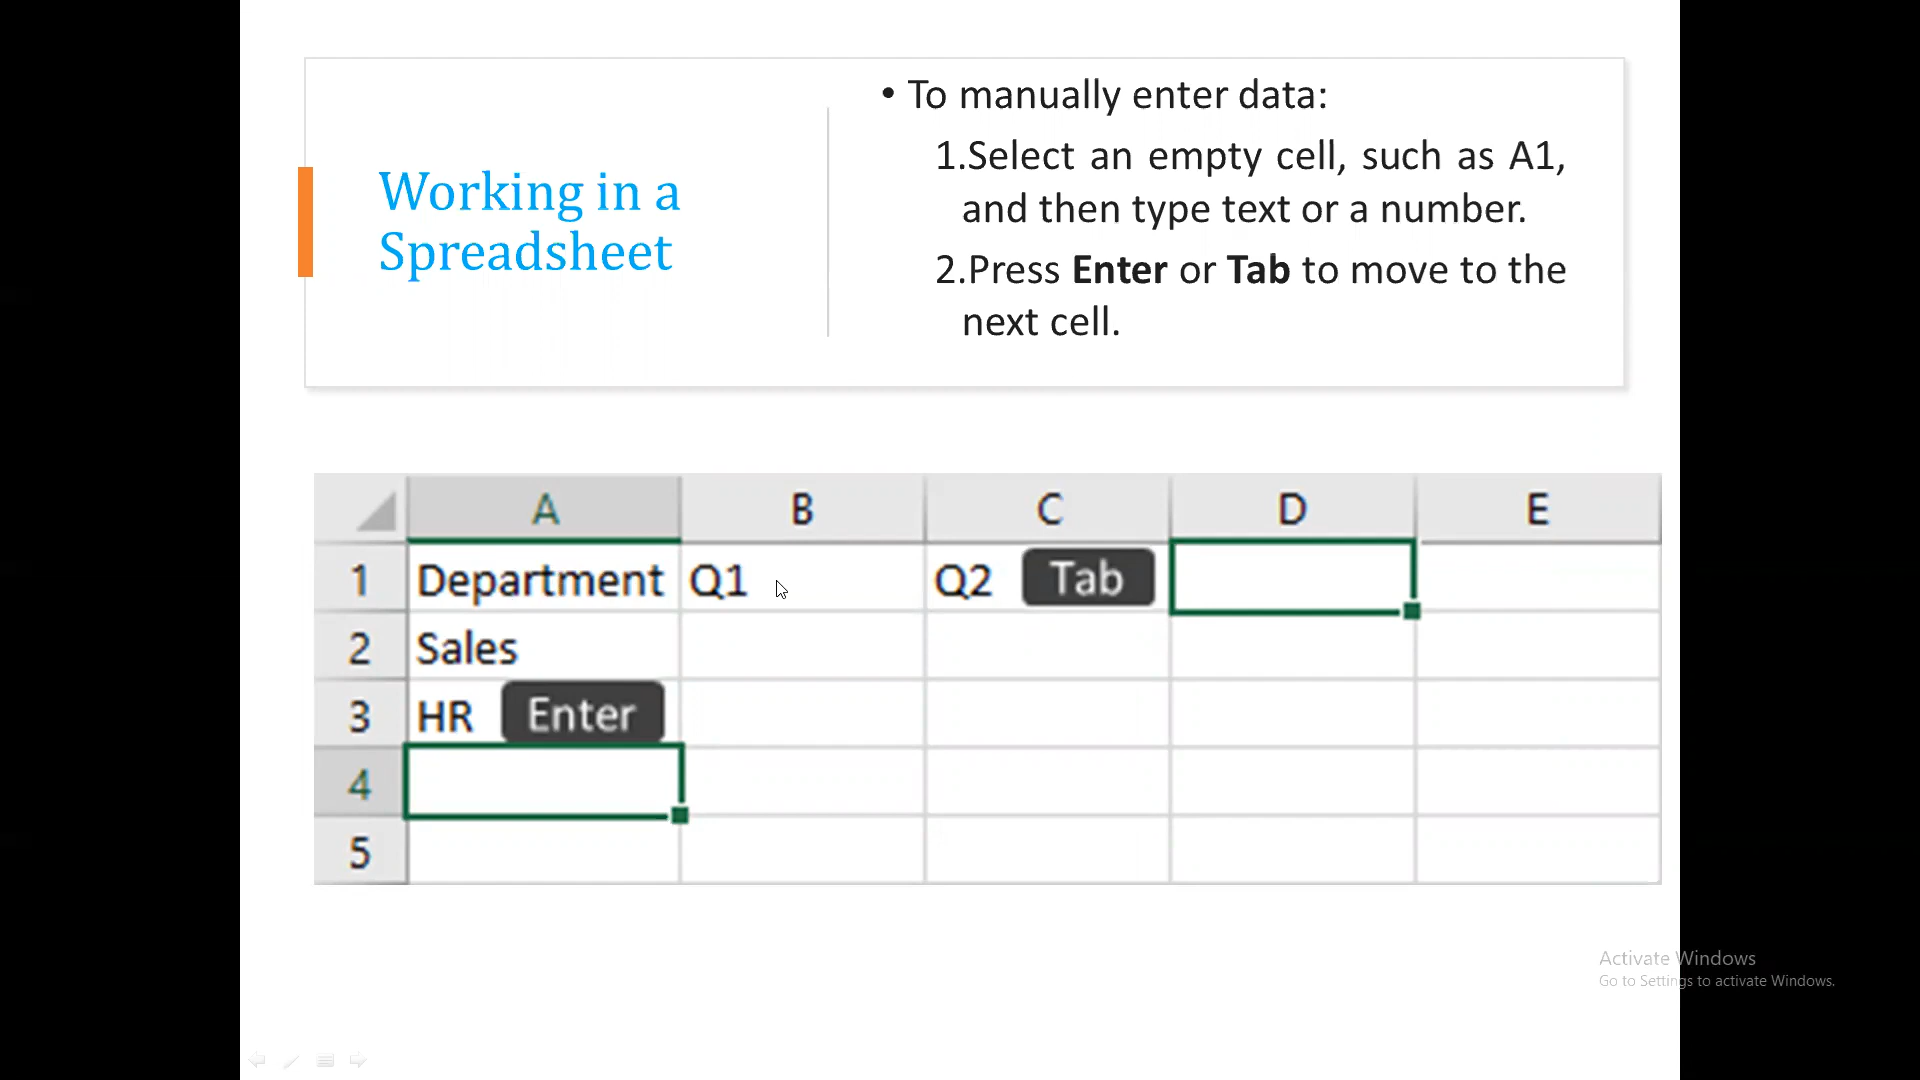 Working in a
Spreadsheet
• To manually enter data:
1.Select an empty cell, such as A1,
and then type text or a number.
2.Press Enter or Tab to move to the
next cell.
A B C D E
1 Department Q1 Q2 Tab
2 Sales
3 HR Enter
4
5
Activate Windows
Go to Settings to activate Windows.